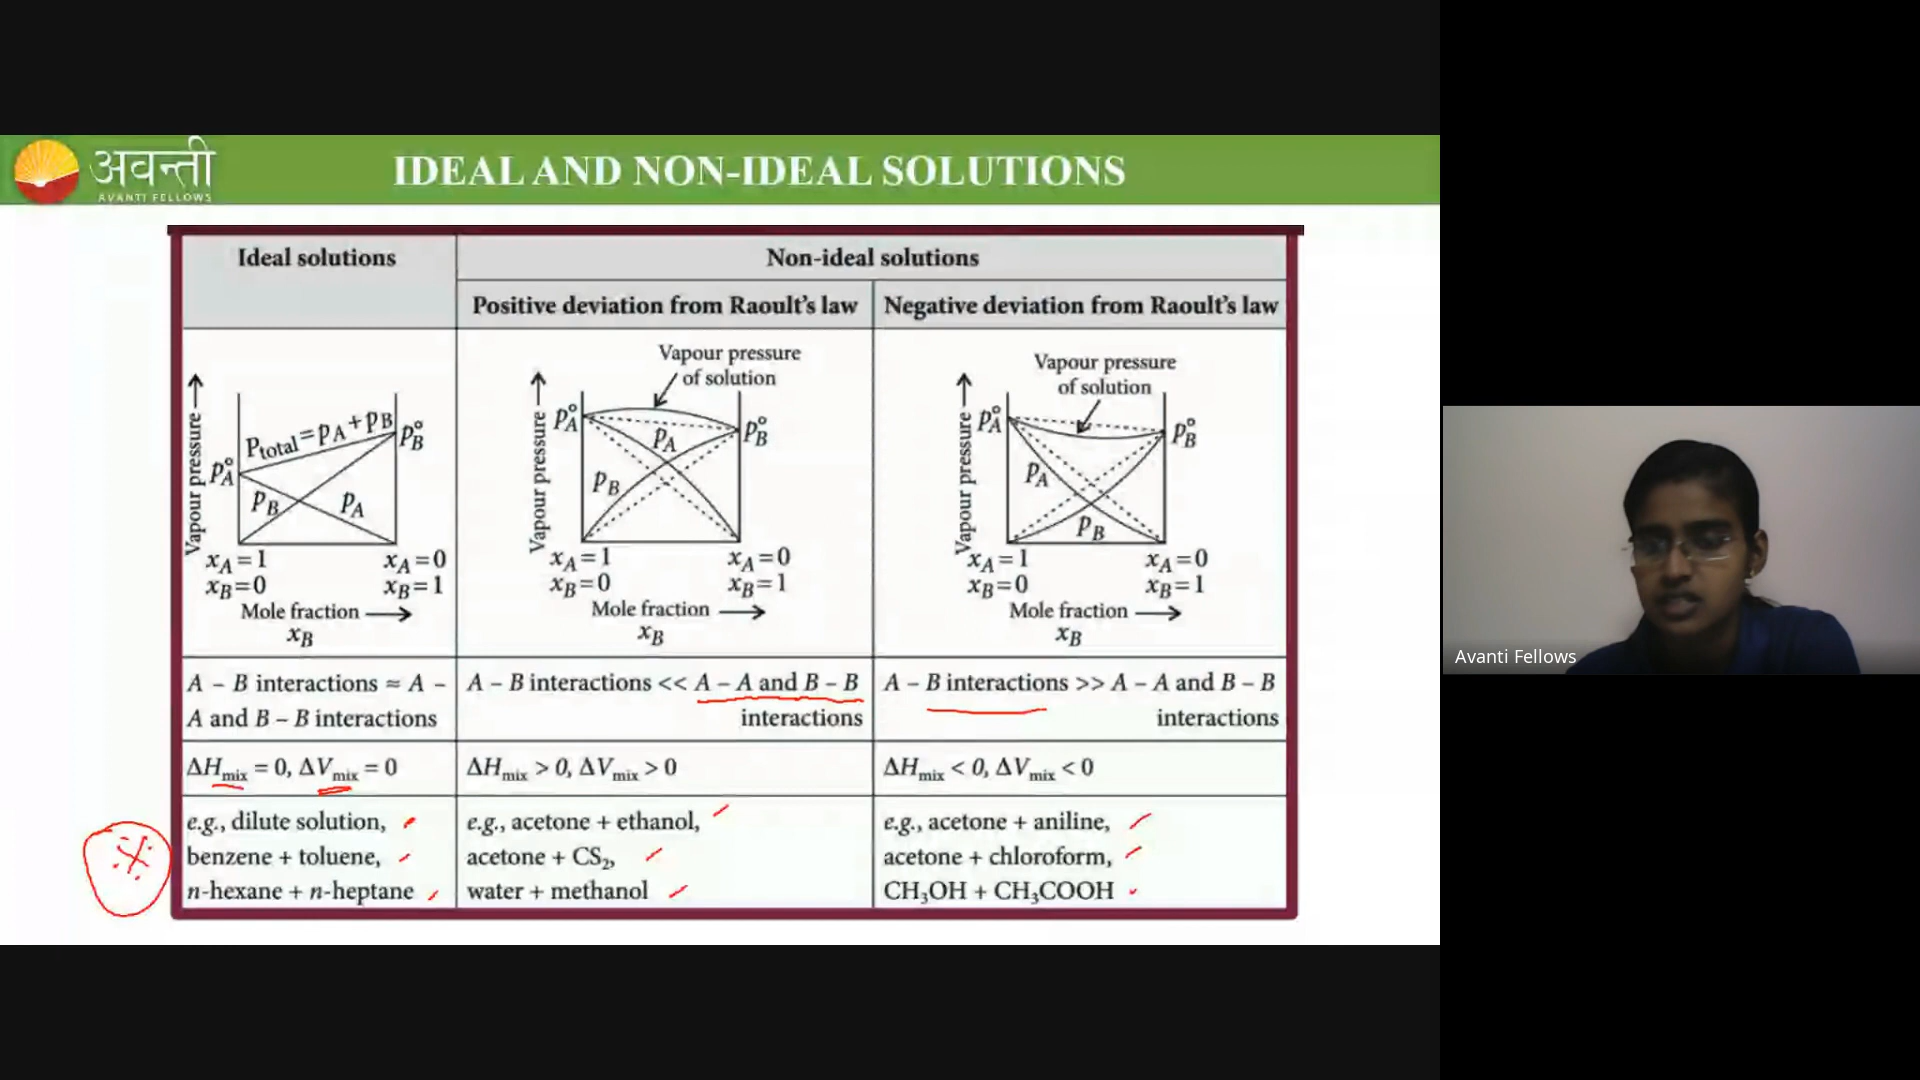 अवन्ती
AVANTI FELLOWS
IDEAL AND NON-IDEAL SOLUTIONS
Ideal solutions
Non-ideal solutions
Positive deviation from Raoult's law
Negative deviation from Raoult's law
Vapour pressure
Ptotal = pA + pB
p°A
p°B
pB
pA
xA = 1
xB = 0
xA = 0
xB = 1
Mole fraction
xB
Vapour pressure
of solution
Vapour pressure
p°A
p°B
pA
pB
xA = 1
xB = 0
xA = 0
xB = 1
Mole fraction
xB
Vapour pressure
of solution
Vapour pressure
p°A
p°B
pA
pB
xA = 1
xB = 0
xA = 0
xB = 1
Mole fraction
xB
A – B interactions ≈ A –
A and B – B interactions
A – B interactions << A – A and B – B
interactions
A – B interactions >> A – A and B – B
interactions
ΔHmix = 0, ΔVmix = 0
ΔHmix > 0, ΔVmix > 0
ΔHmix < 0, ΔVmix < 0
e.g., dilute solution,
benzene + toluene,
n-hexane + n-heptane
e.g., acetone + ethanol,
acetone + CS₂,
water + methanol
e.g., acetone + aniline,
acetone + chloroform,
CH₃OH + CH₃COOH
Avanti Fellows